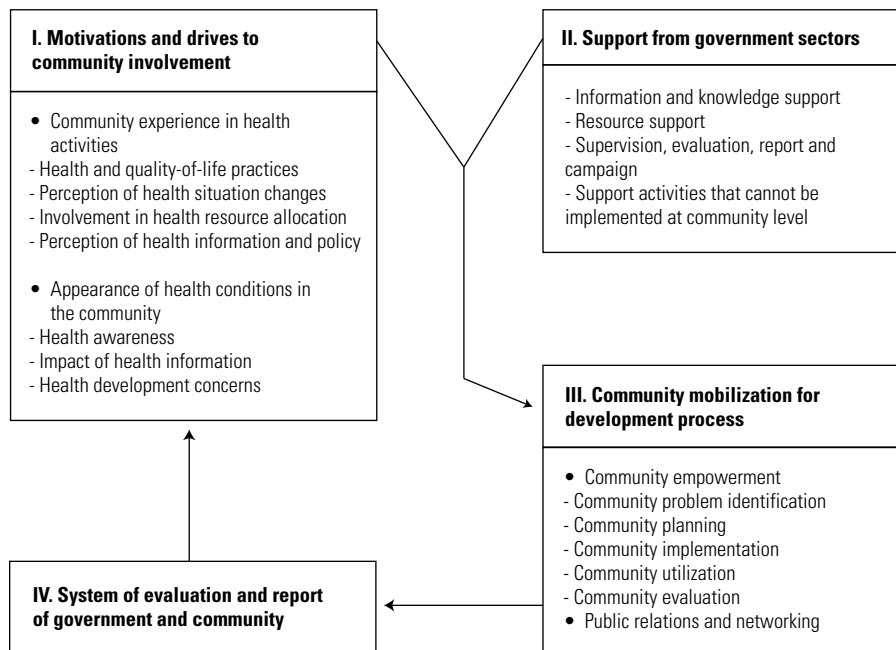 I. Motivations and drives to
community involvement
• Community experience in health
activities
- Health and quality-of-life practices
- Perception of health situation changes
- Involvement in health resource allocation
- Perception of health information and policy
• Appearance of health conditions in
the community
- Health awareness
- Impact of health information
- Health development concerns
II. Support from government sectors
- Information and knowledge support
- Resource support
- Supervision, evaluation, report and
campaign
- Support activities that cannot be
implemented at community level
III. Community mobilization for
development process
• Community empowerment
- Community problem identification
- Community planning
- Community implementation
- Community utilization
- Community evaluation
• Public relations and networking
IV. System of evaluation and report
of government and community